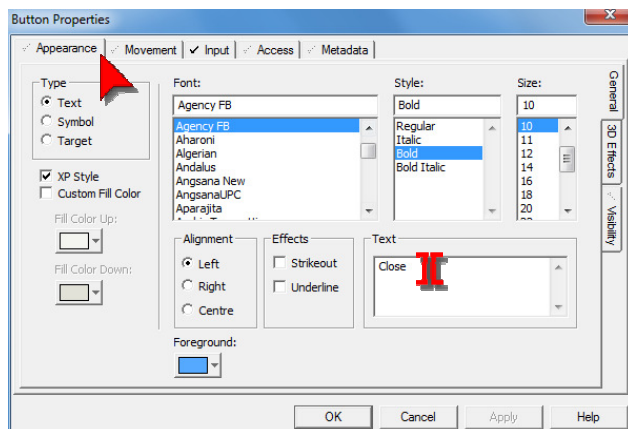 Button Properties
Appearance Movement Input Access Metadata
Type
Text
Symbol
Target
XP Style
Custom Fill Color
Fill Color Up:
Fill Color Down:
Font:
Agency FB
Agency FB
Aharoni
Algerian
Andalus
Angsana New
AngsanaUPC
Aparajita
Style:
Bold
Regular
Italic
Bold
Bold Italic
Size:
10
10
11
12
14
16
18
20
Alignment
Left
Right
Centre
Effects
Strikeout
Underline
Text
Close
Foreground:
General
3D Effects
Visibility
OK Cancel Apply Help